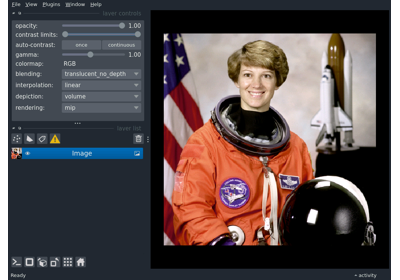 File View Plugins Window Help
layer controls
opacity: 1.00
contrast limits:
auto-contrast: once continuous
gamma: 1.00
colormap: RGB
blending: translucent_no_depth
interpolation: linear
depiction: volume
rendering: mip
layer list
Image
Ready
activity